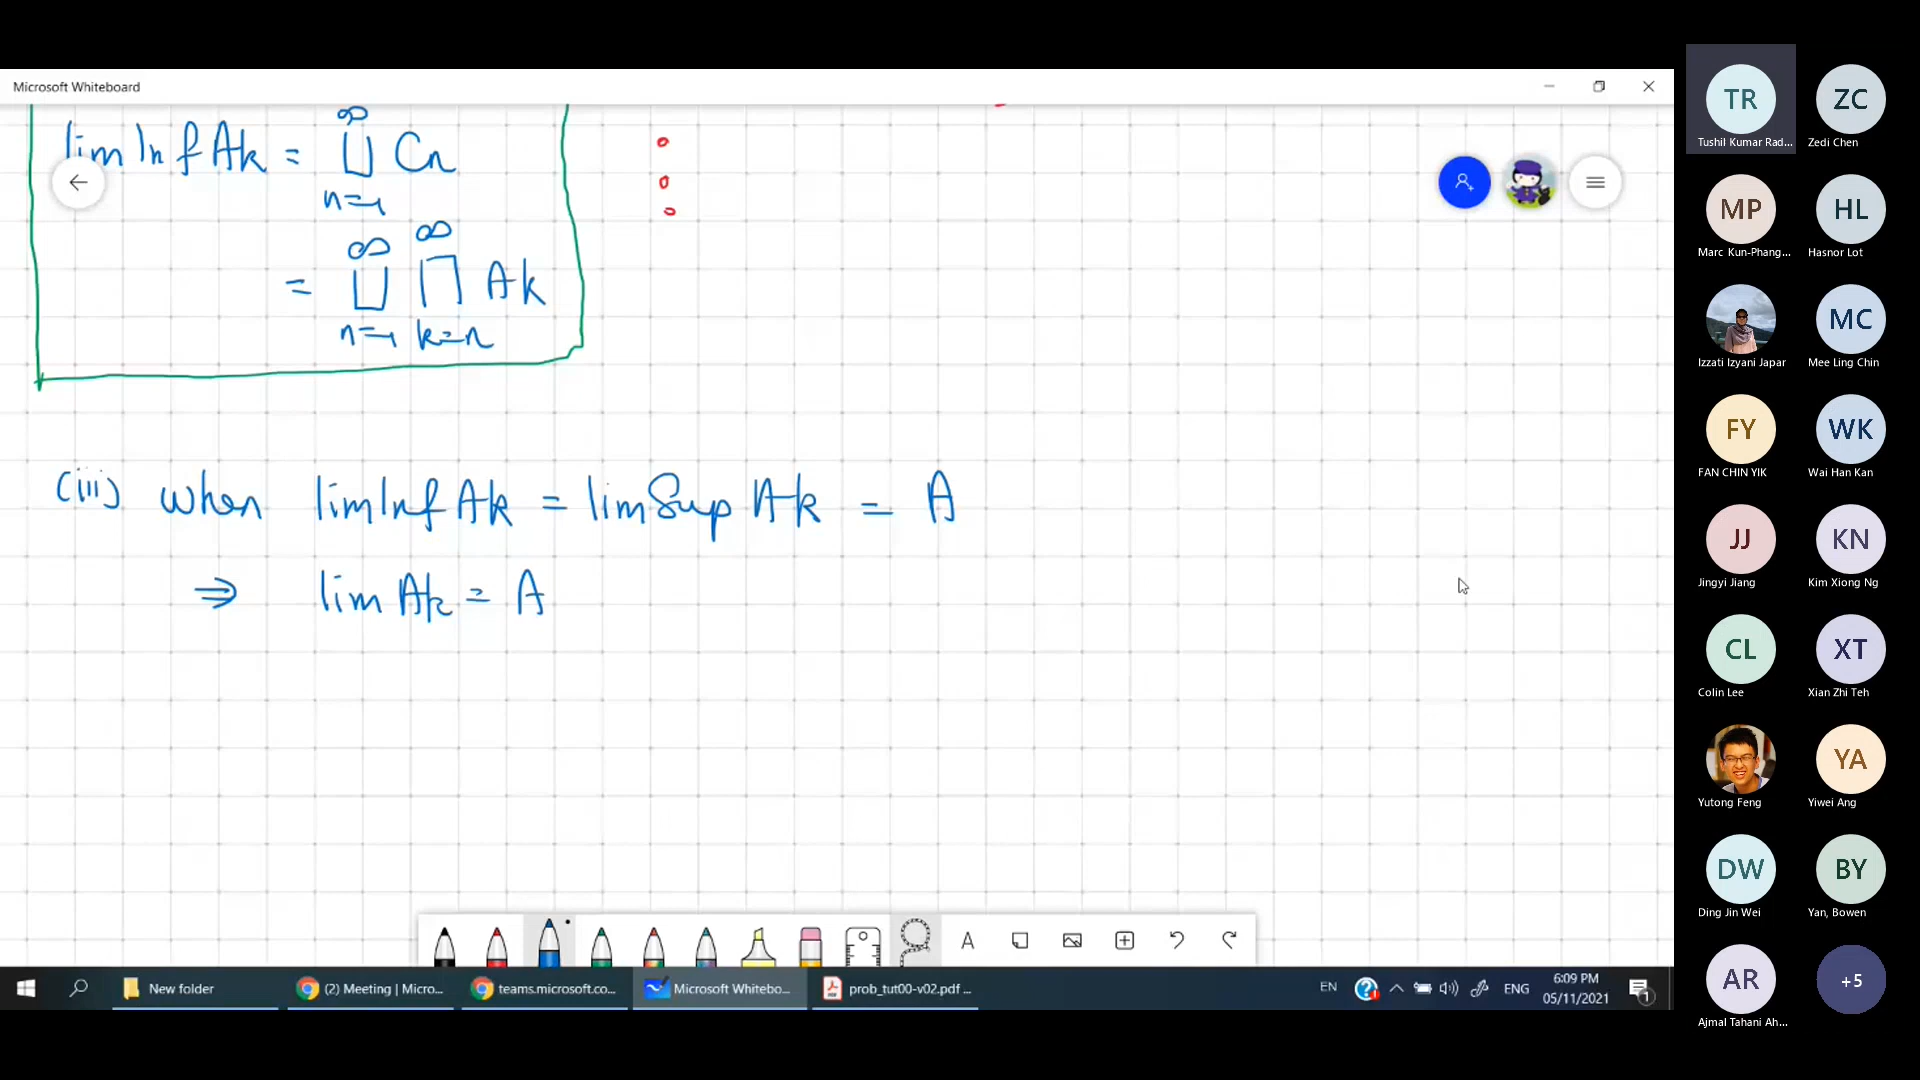 Microsoft Whiteboard
lim Inf Ak = ∞ ⋃ n=1 Cn
= ∞ ⋃ n=1 ∞ ⋂ k=n Ak
(iii) when lim Inf Ak = lim Sup Ak = A
⇒ lim Ak = A
TR
Tushil Kumar Rad...
ZC
Zedi Chen
MP
Marc Kun-Phang...
HL
Hasnor Lot
Izzati Izyani Japar
MC
Mee Ling Chin
FY
FAN CHIN YIK
WK
Wai Han Kan
JJ
Jingyi Jiang
KN
Kim Xiong Ng
CL
Colin Lee
XT
Xian Zhi Teh
Yutong Feng
YA
Yiwei Ang
DW
Ding Jin Wei
BY
Yan, Bowen
AR
Ajmal Tahani Ah...
+5
A
New folder
(2) Meeting | Micro...
teams.microsoft.co...
Microsoft Whitebo...
prob_tut00-v02.pdf ...
EN
ENG
6:09 PM
05/11/2021
1